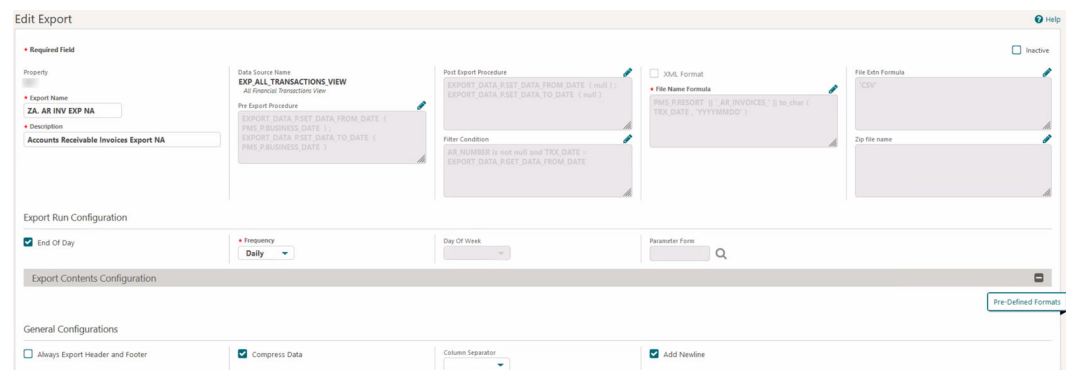 Edit Export
Help
* Required Field
Inactive
Property
* Export Name
ZA. AR INV EXP NA
* Description
Accounts Receivable Invoices Export NA
Data Source Name
EXP_ALL_TRANSACTIONS_VIEW
All Financial Transactions View
Pre Export Procedure
EXPORT_DATA_P.SET_DATA_FROM_DATE (
PMS_P.BUSINESS_DATE ) ;
EXPORT_DATA_P.SET_DATA_TO_DATE (
PMS_P.BUSINESS_DATE )
Post Export Procedure
EXPORT_DATA_P.SET_DATA_FROM_DATE ( null ) ;
EXPORT_DATA_P.SET_DATA_TO_DATE ( null )
Filter Condition
AR_NUMBER is not null and TRX_DATE =
EXPORT_DATA_P.GET_DATA_FROM_DATE
XML Format
* File Name Formula
PMS_P.RESORT || '_AR_INVOICES_' || to_char (
TRX_DATE , 'YYYYMMDD' )
File Extn Formula
'CSV'
Zip file name
Export Run Configuration
End Of Day
* Frequency
Daily
Day Of Week
Parameter Form
Export Contents Configuration
Pre-Defined Formats
General Configurations
Always Export Header and Footer
Compress Data
Column Separator
Add Newline